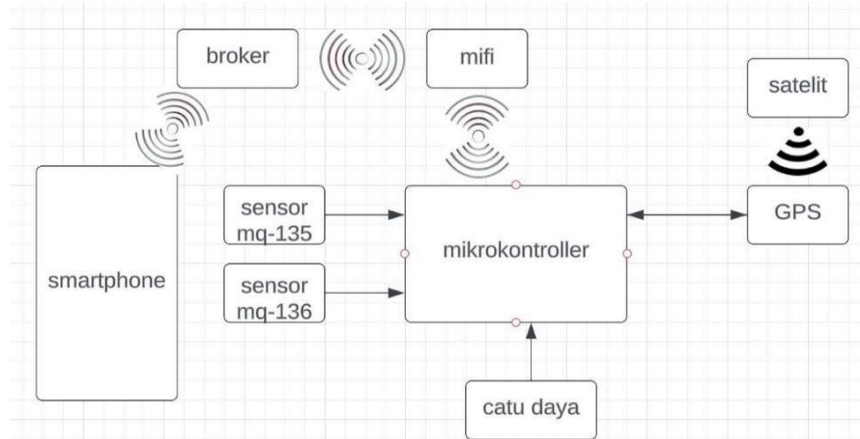 broker
mifi
satelit
sensor
mq-135
mikrokontroller
GPS
smartphone
sensor
mq-136
catu daya